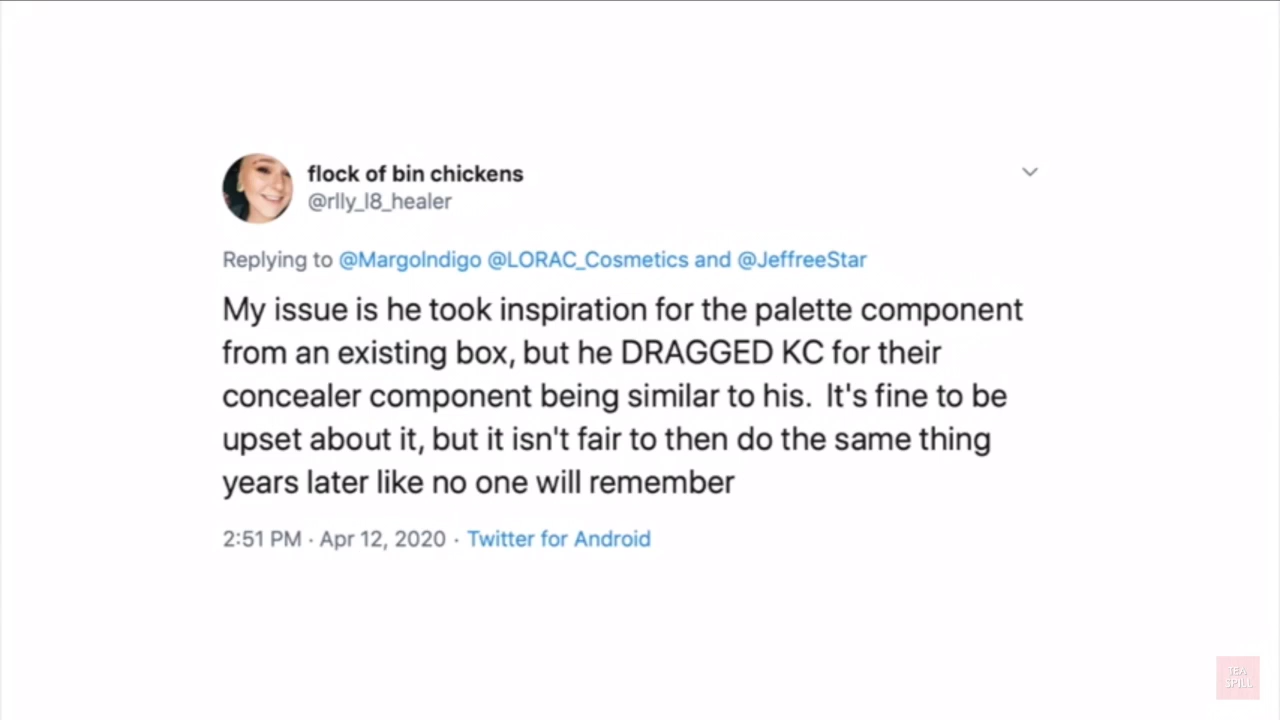 flock of bin chickens
@rlly_l8_healer
Replying to @MargoIndigo @LORAC_Cosmetics and @JeffreeStar
My issue is he took inspiration for the palette component
from an existing box, but he DRAGGED KC for their
concealer component being similar to his.  It's fine to be
upset about it, but it isn't fair to then do the same thing
years later like no one will remember
2:51 PM · Apr 12, 2020 · Twitter for Android
TEA
SPILL